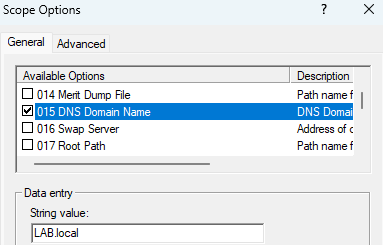 Scope Options
? ×
General Advanced
Available Options Description
014 Merit Dump File Path name f
015 DNS Domain Name DNS Domai
016 Swap Server Address of
017 Root Path Path name f
Data entry
String value:
LAB.local